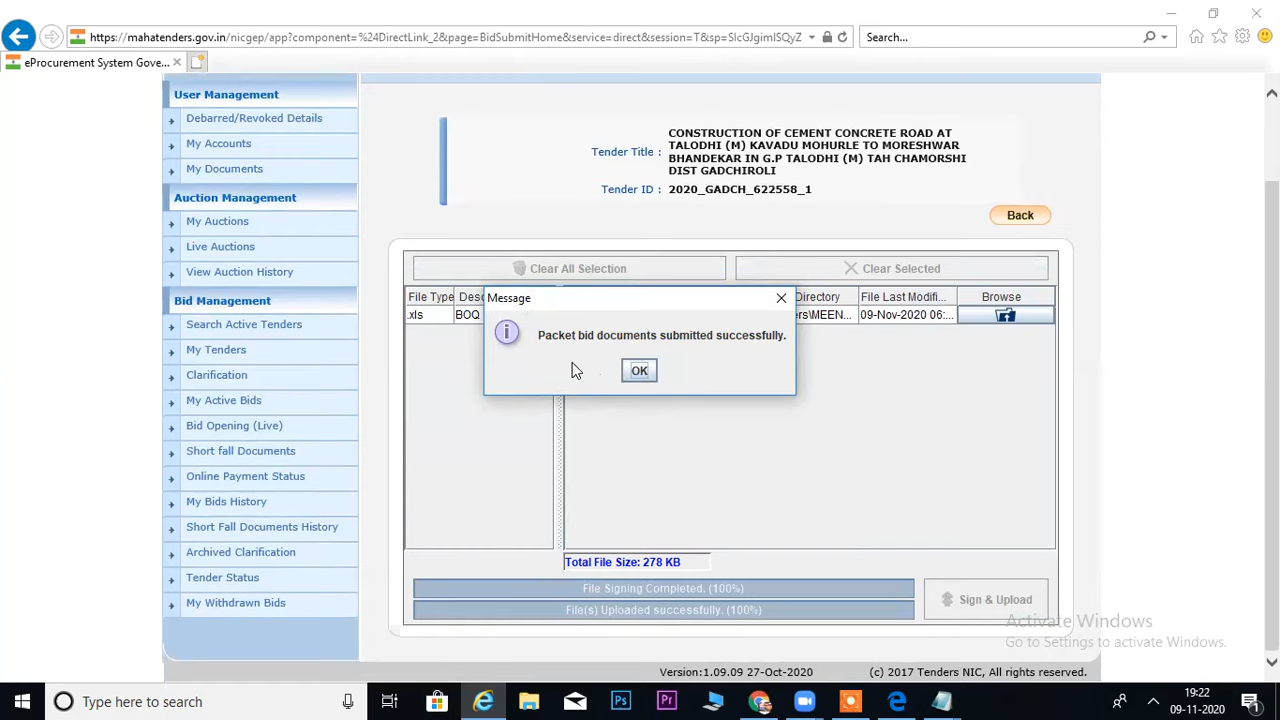 https://mahatenders.gov.in/nicgep/app?component=%24DirectLink_2&page=BidSubmitHome&service=direct&session=T&sp=SlcGJgimISQyZ
Search...
eProcurement System Gove...
User Management
Debarred/Revoked Details
My Accounts
My Documents
Auction Management
My Auctions
Live Auctions
View Auction History
Bid Management
Search Active Tenders
My Tenders
Clarification
My Active Bids
Bid Opening (Live)
Short fall Documents
Online Payment Status
My Bids History
Short Fall Documents History
Archived Clarification
Tender Status
My Withdrawn Bids
Tender Title :
CONSTRUCTION OF CEMENT CONCRETE ROAD AT
TALODHI (M) KAVADU MOHURLE TO MORESHWAR
BHANDEKAR IN G.P TALODHI (M) TAH CHAMORSHI
DIST GADCHIROLI
Tender ID : 2020_GADCH_622558_1
Back
Clear All Selection
Clear Selected
File Type Desc Directory File Last Modifi... Browse
.xls BOQ ers\MEEN... 09-Nov-2020 06:...
Message
Packet bid documents submitted successfully.
OK
Total File Size: 278 KB
File Signing Completed. (100%)
File(s) Uploaded successfully. (100%)
Sign & Upload
Activate Windows
Go to Settings to activate Windows.
Version:1.09.09 27-Oct-2020
(c) 2017 Tenders NIC, All rights reserved.
Type here to search
Ps
Pr
19:22
09-11-2020
1